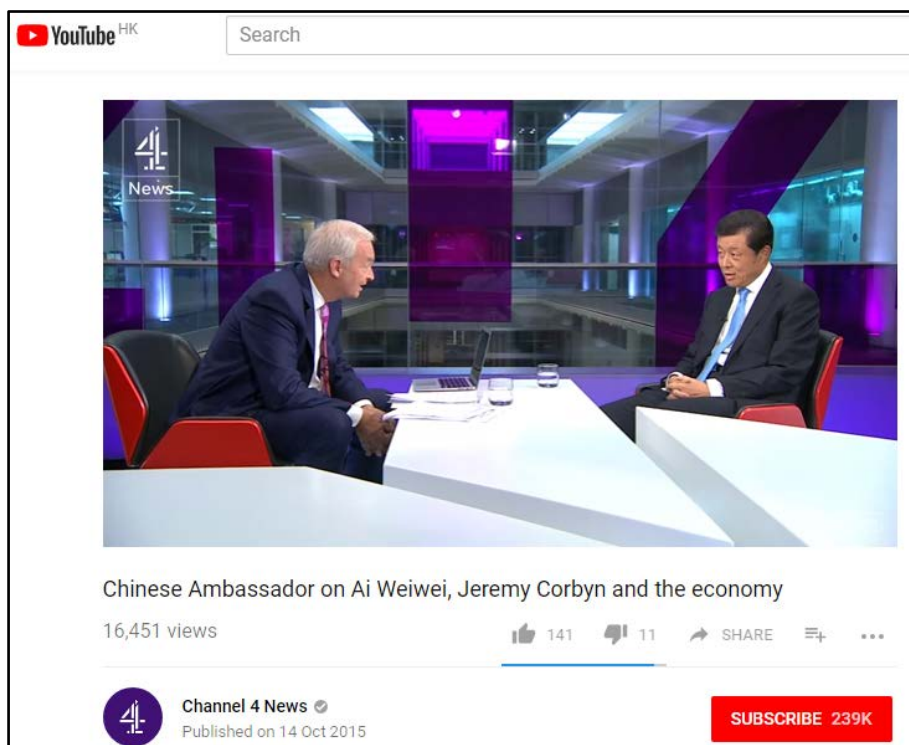 YouTube HK
Search
4
News
Chinese Ambassador on Ai Weiwei, Jeremy Corbyn and the economy
16,451 views
141
11
SHARE
Channel 4 News
Published on 14 Oct 2015
SUBSCRIBE 239K